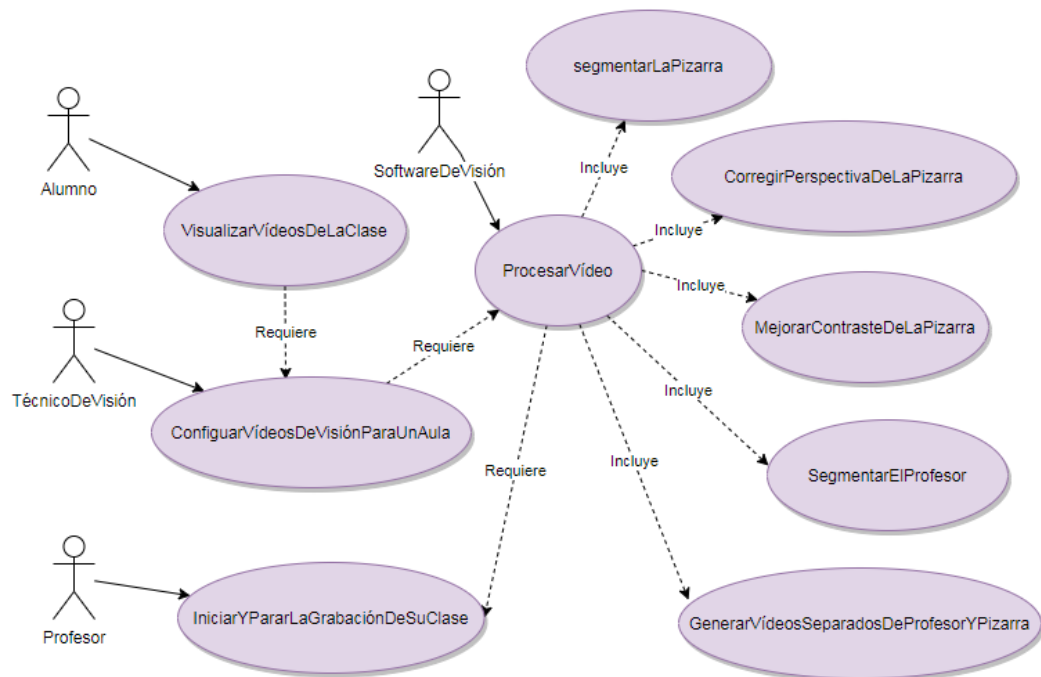 segmentarLaPizarra
Alumno
SoftwareDeVisión
Incluye
CorregirPerspectivaDeLaPizarra
VisualizarVídeosDeLaClase
Incluye
ProcesarVídeo
Incluye
MejorarContrasteDeLaPizarra
Requiere
Requiere
TécnicoDeVisión
Incluye
ConfiguarVídeosDeVisiónParaUnAula
Requiere
Incluye
SegmentarElProfesor
IniciarYPararLaGrabaciónDeSuClase
GenerarVídeosSeparadosDeProfesorYPizarra
Profesor